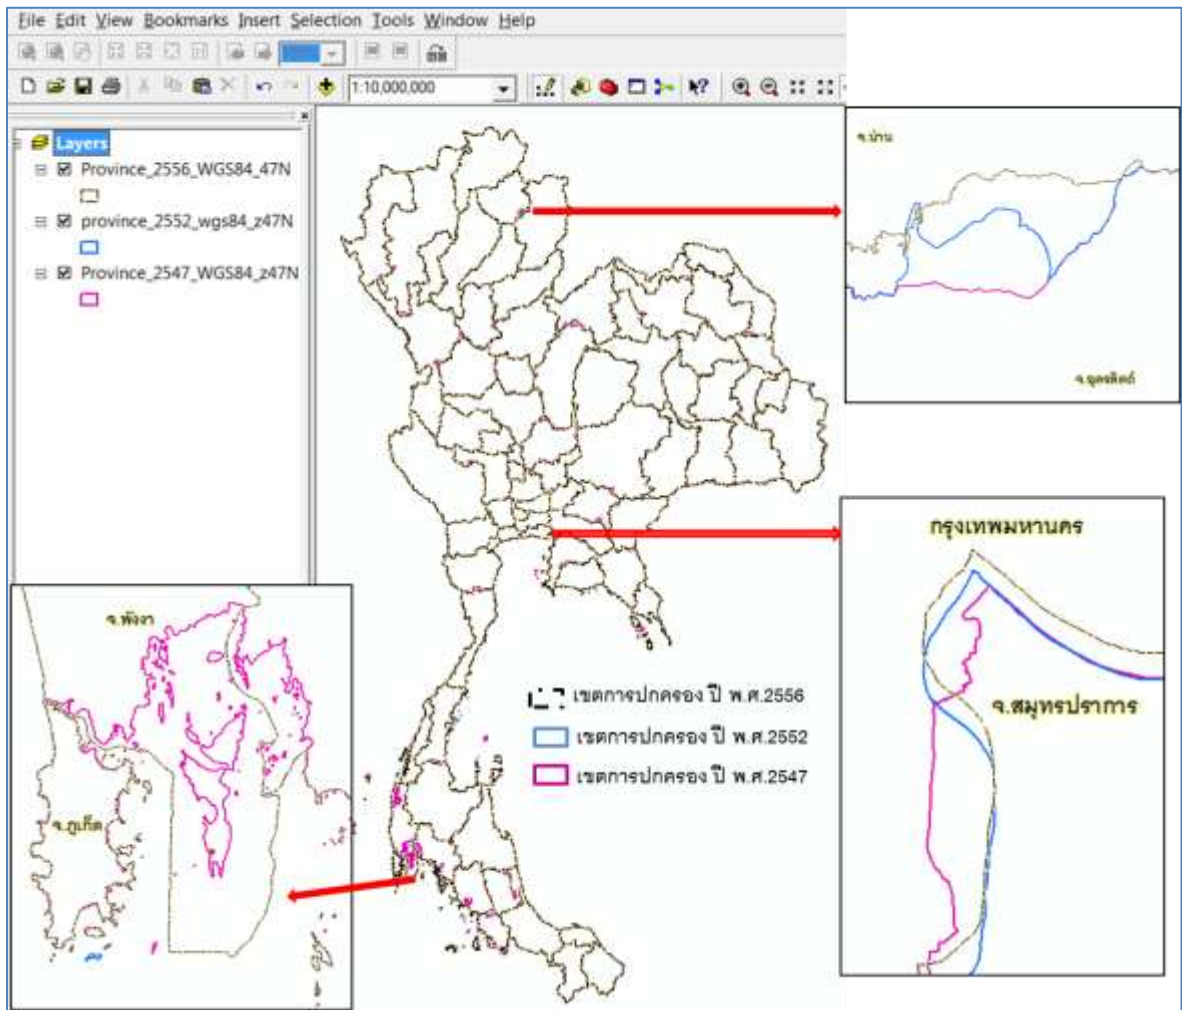 File Edit View Bookmarks Insert Selection Tools Window Help
1:10,000,000
Layers
Province_2556_WGS84_47N
province_2552_wgs84_z47N
Province_2547_WGS84_z47N
จ.น่าน
จ.อุตรดิตถ์
กรุงเทพมหานคร
จ.สมุทรปราการ
จ.พังงา
จ.ภูเก็ต
เขตการปกครอง ปี พ.ศ.2556
เขตการปกครอง ปี พ.ศ.2552
เขตการปกครอง ปี พ.ศ.2547